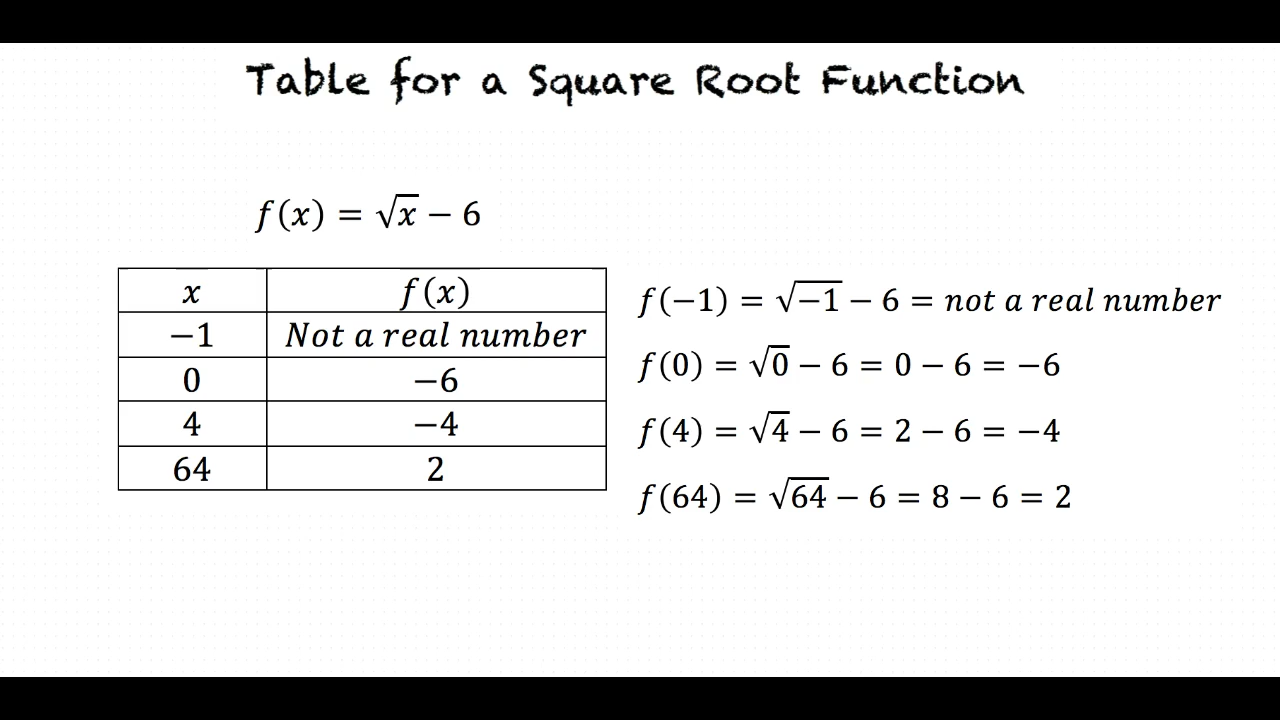 Table for a Square Root Function
f(x) = √x − 6
x f(x)
−1 Not a real number
0 −6
4 −4
64 2
f(−1) = √−1 − 6 = not a real number
f(0) = √0 − 6 = 0 − 6 = −6
f(4) = √4 − 6 = 2 − 6 = −4
f(64) = √64 − 6 = 8 − 6 = 2